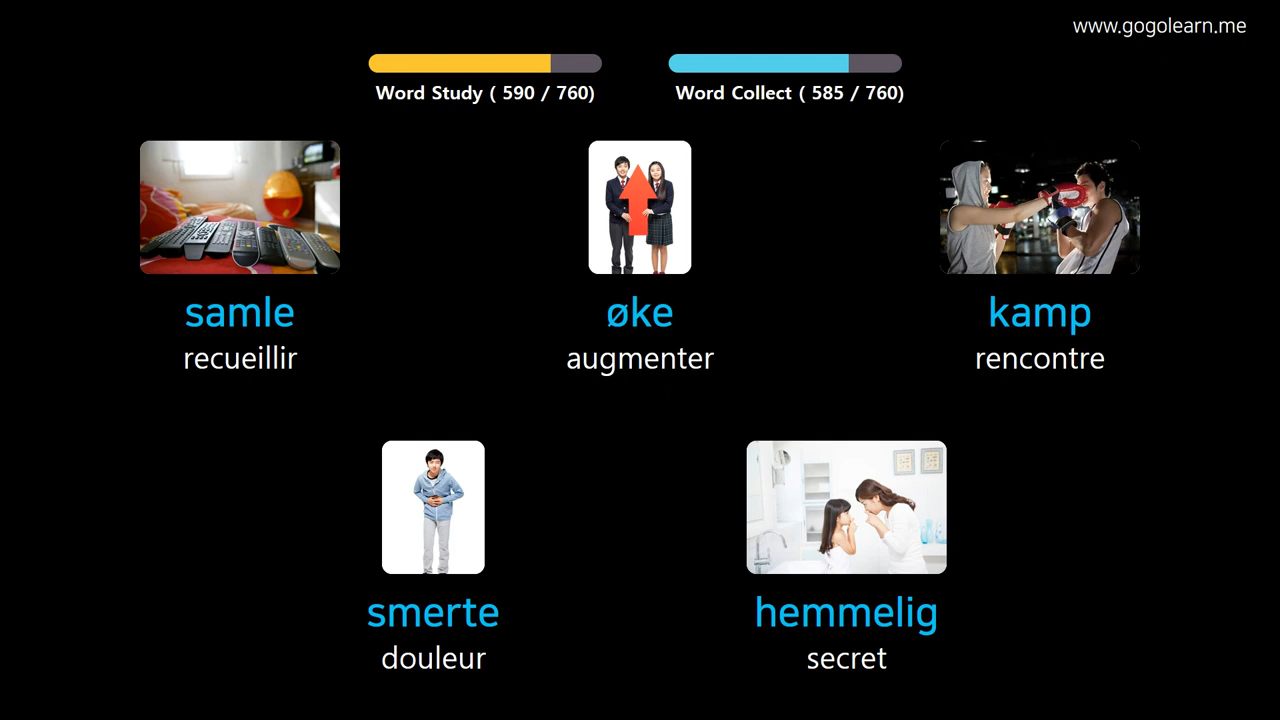 www.gogolearn.me
Word Study ( 590 / 760)
Word Collect ( 585 / 760)
samle
recueillir
øke
augmenter
kamp
rencontre
smerte
douleur
hemmelig
secret